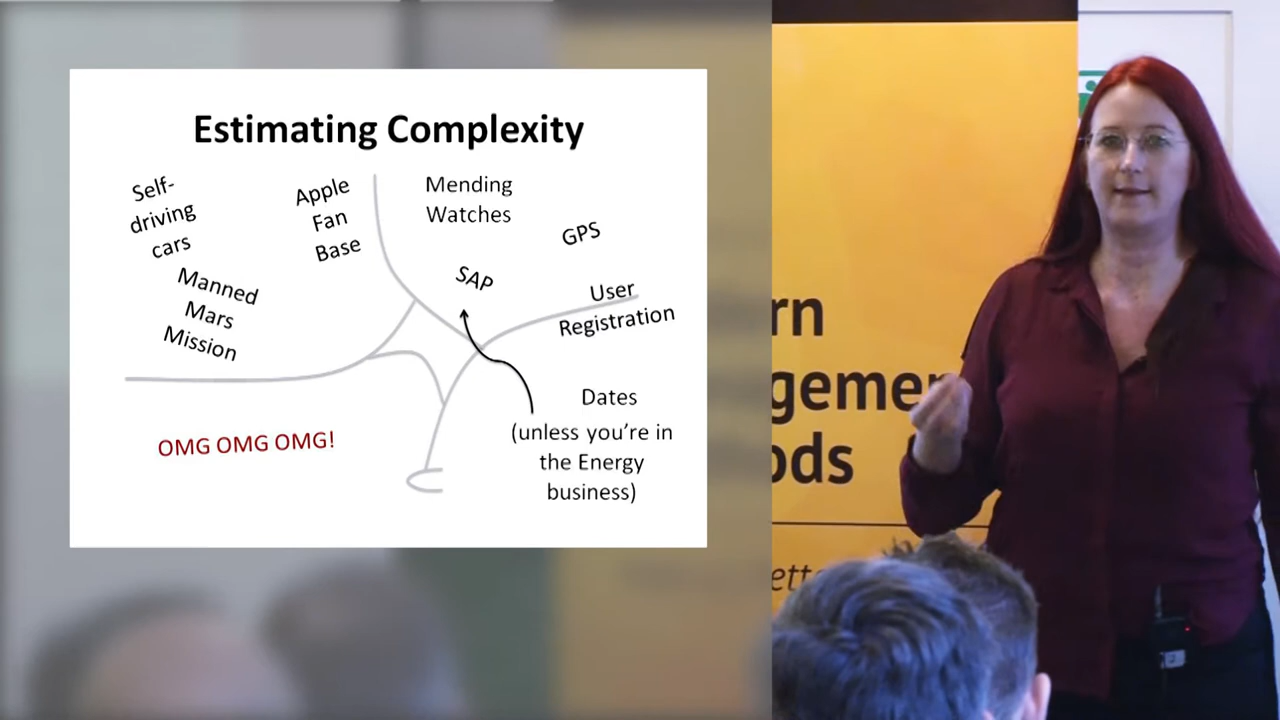 Estimating Complexity
Self-
driving
cars
Apple
Fan
Base
Mending
Watches
GPS
Manned
Mars
Mission
SAP
User
Registration
Dates
(unless you're in
the Energy
business)
OMG OMG OMG!
rn
gemen
ods
ett